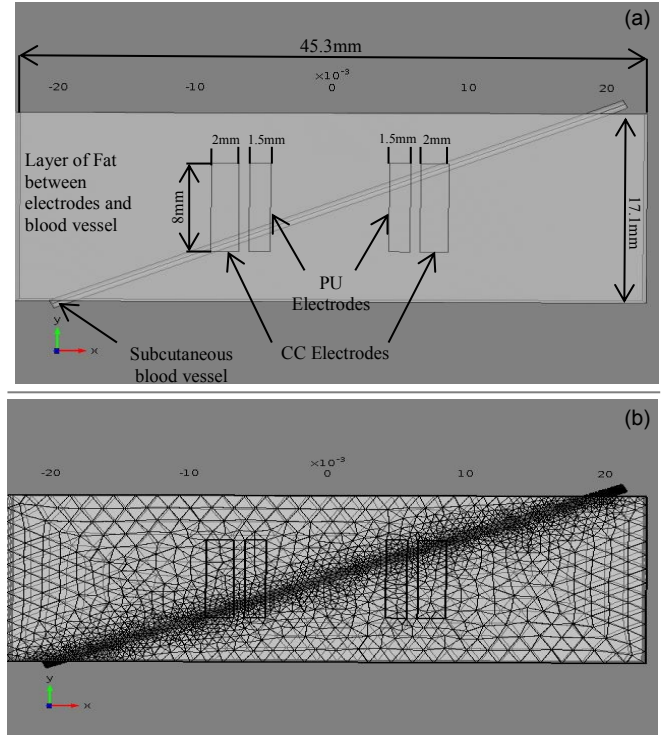 (a)
45.3mm
×10⁻³
-20 -10 0 10 20
2mm 1.5mm 1.5mm 2mm
Layer of Fat
between
electrodes and
blood vessel
8mm
17.1mm
PU
Electrodes
CC Electrodes
Subcutaneous
blood vessel
y
x
(b)
×10⁻³
-20 -10 0 10 20
y
x